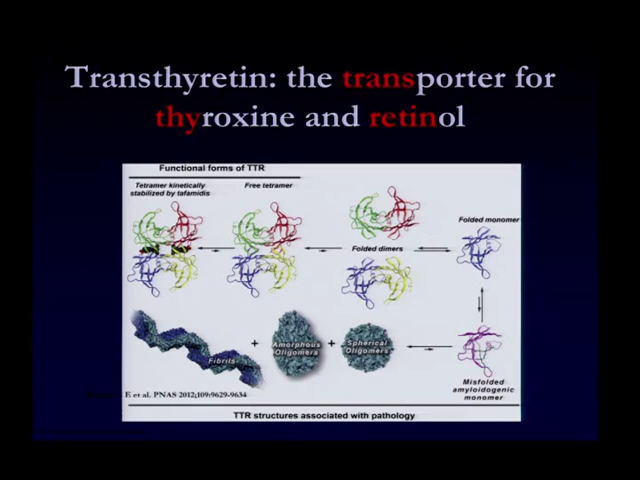 Transthyretin: the transporter for
thyroxine and retinol
Functional forms of TTR
Tetramer kinetically
stabilized by tafamidis
Free tetramer
Folded dimers
Folded monomer
Fibrils
+
Amorphous
Oligomers
+
Spherical
Oligomers
Misfolded
amyloidogenic
monomer
E et al. PNAS 2012;109:9629-9634
TTR structures associated with pathology